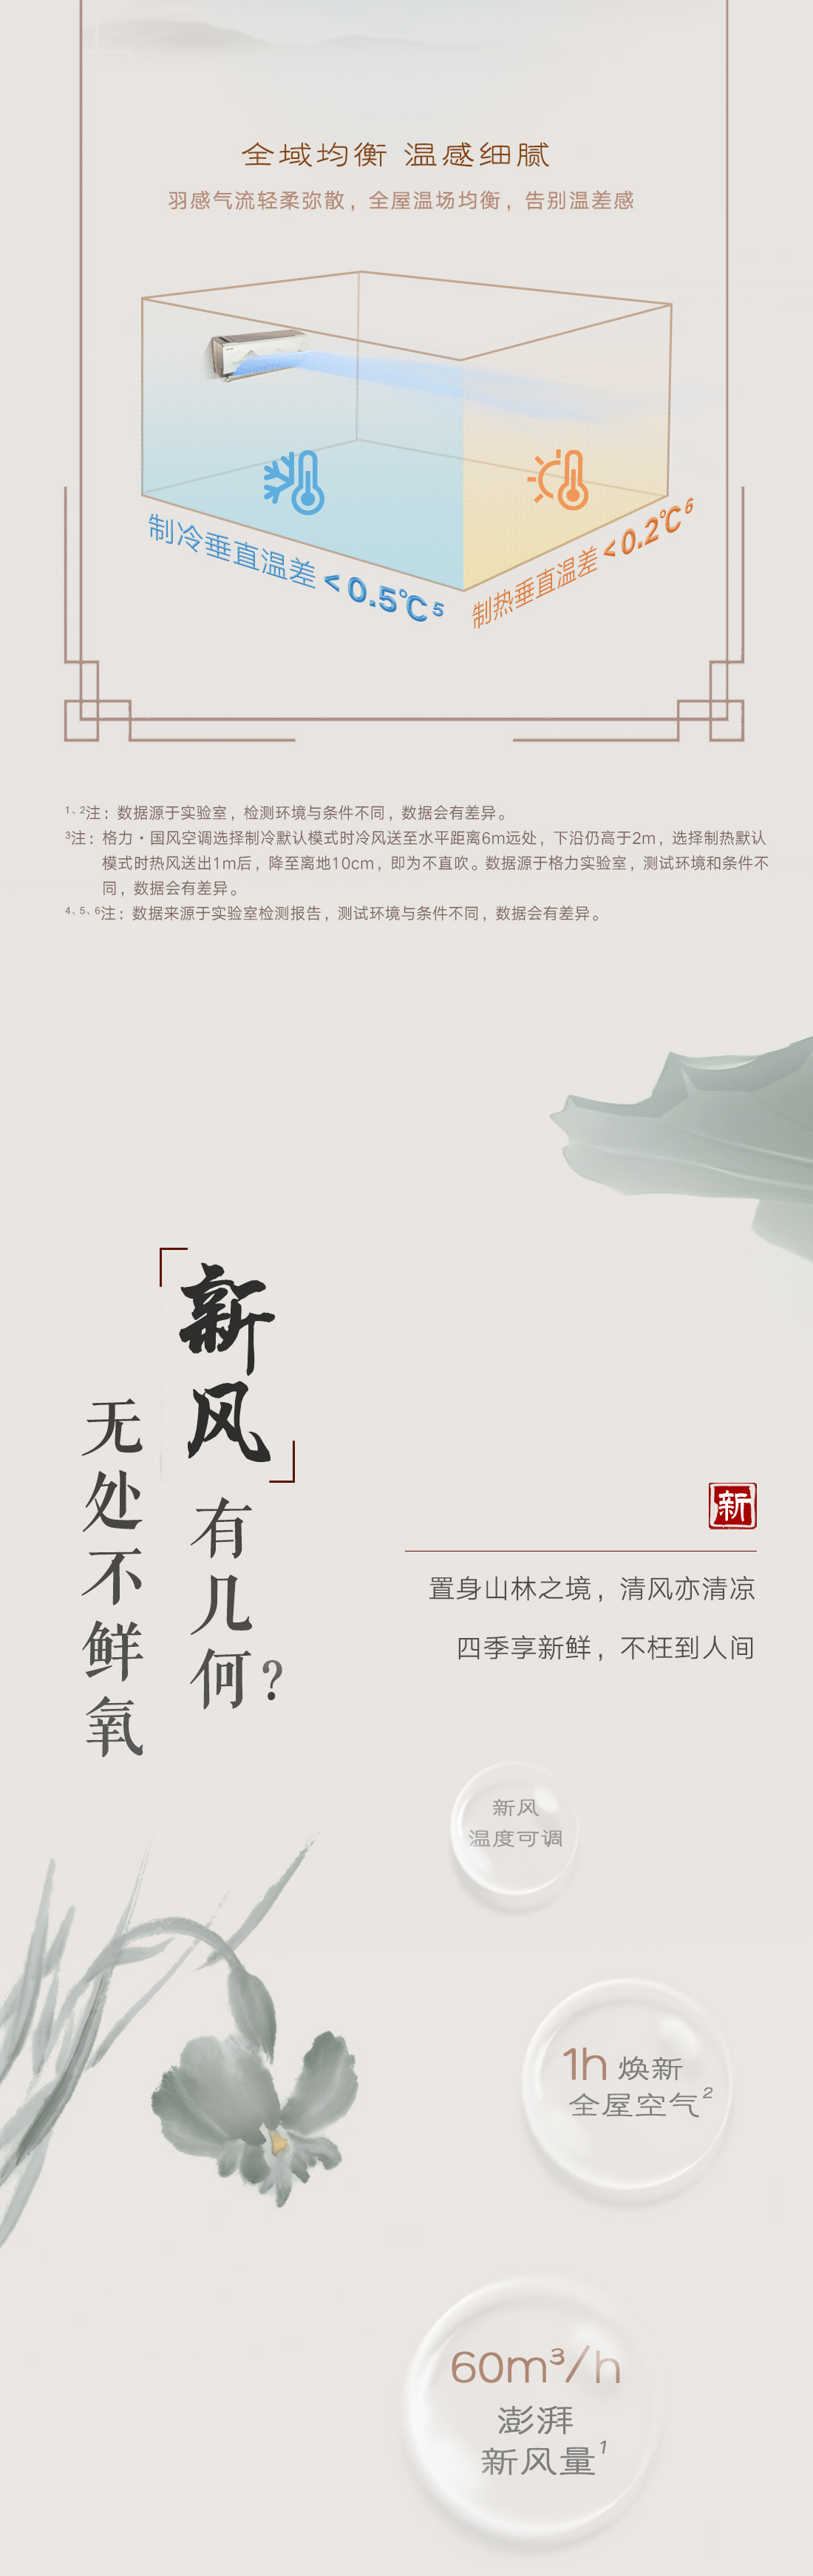 全域均衡 温感细腻
羽感气流轻柔弥散，全屋温场均衡，告别温差感
制冷垂直温差<0.5℃⁵
制热垂直温差<0.2℃⁶
¹、²注：数据源于实验室，检测环境与条件不同，数据会有差异。
³注：格力·国风空调选择制冷默认模式时冷风送至水平距离6m远处，下沿仍高于2m，选择制热默认
模式时热风送出1m后，降至离地10cm，即为不直吹。数据源于格力实验室，测试环境和条件不
同，数据会有差异。
⁴、⁵、⁶注：数据来源于实验室检测报告，测试环境与条件不同，数据会有差异。
新风有几何？
无处不鲜氧
新
置身山林之境，清风亦清凉
四季享新鲜，不枉到人间
新风
温度可调
1h 焕新
全屋空气²
60m³/h
澎湃
新风量¹